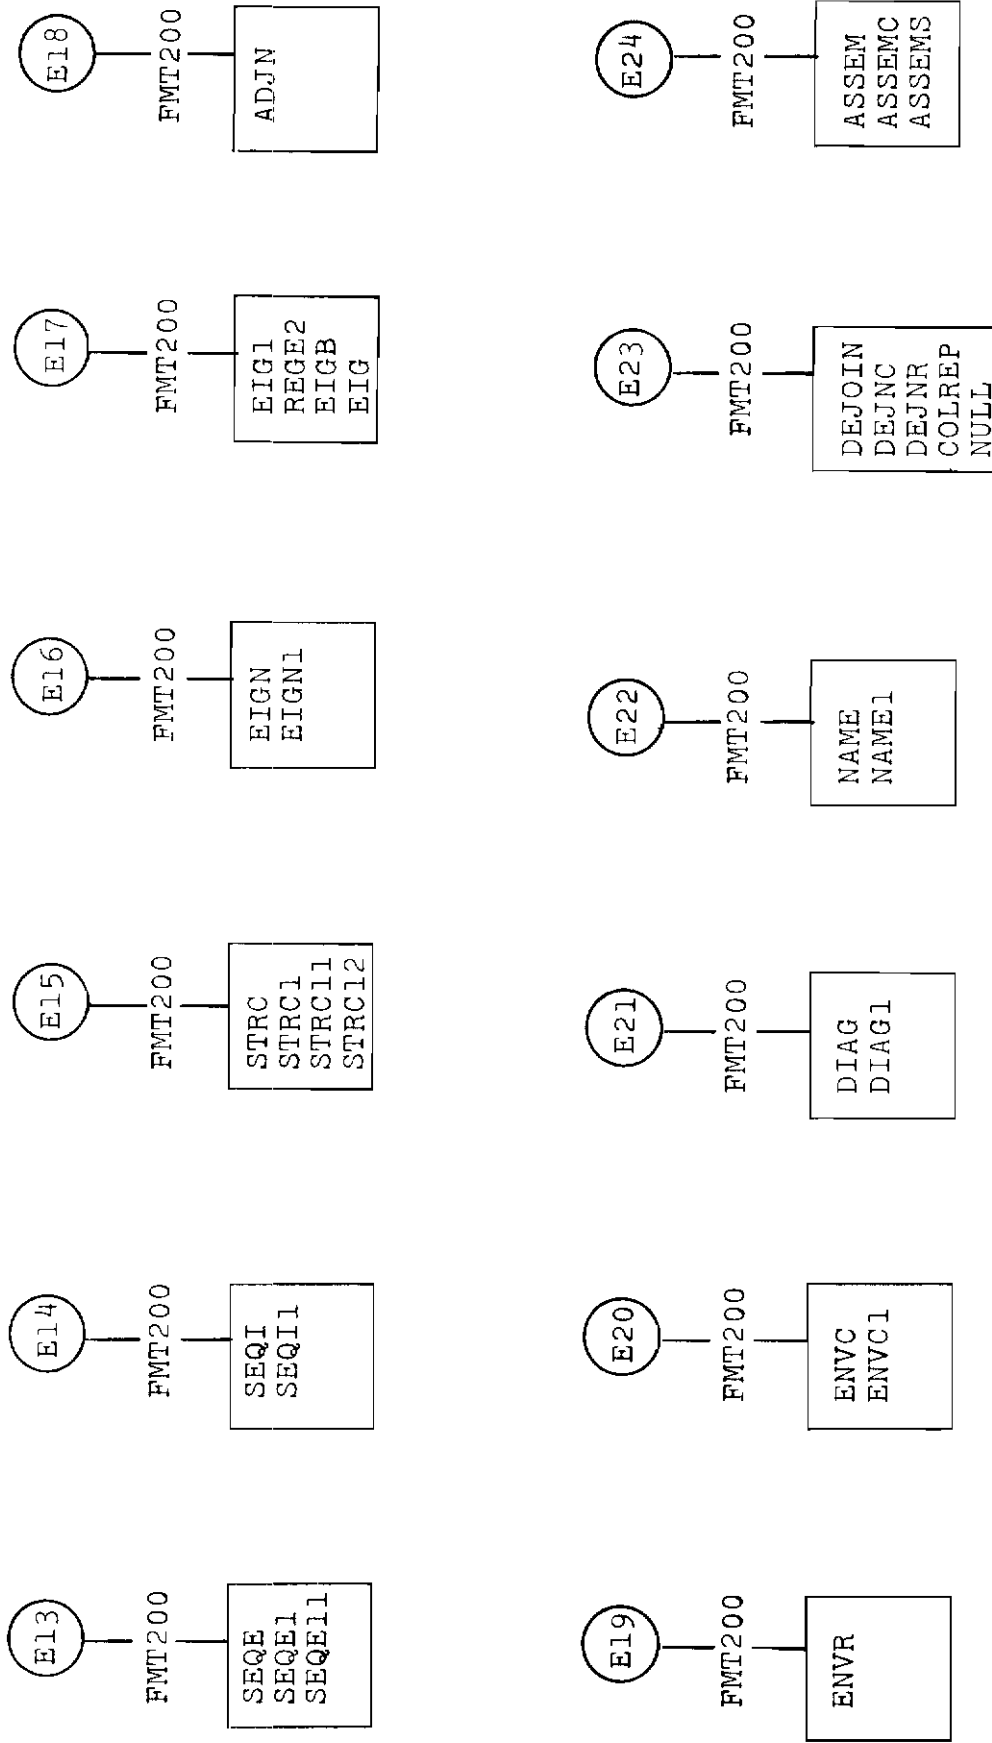 E13
FMT200
SEQE
SEQE1
SEQE11
E14
FMT200
SEQI
SEQI1
E15
FMT200
STRC
STRC1
STRC11
STRC12
E16
FMT200
EIGN
EIGN1
E17
FMT200
EIG1
REGE2
EIGB
EIG
E18
FMT200
ADJN
E19
FMT200
ENVR
E20
FMT200
ENVC
ENVC1
E21
FMT200
DIAG
DIAG1
E22
FMT200
NAME
NAME1
E23
FMT200
DEJOIN
DEJNC
DEJNR
COLREP
NULL
E24
FMT200
ASSEM
ASSEMC
ASSEMS